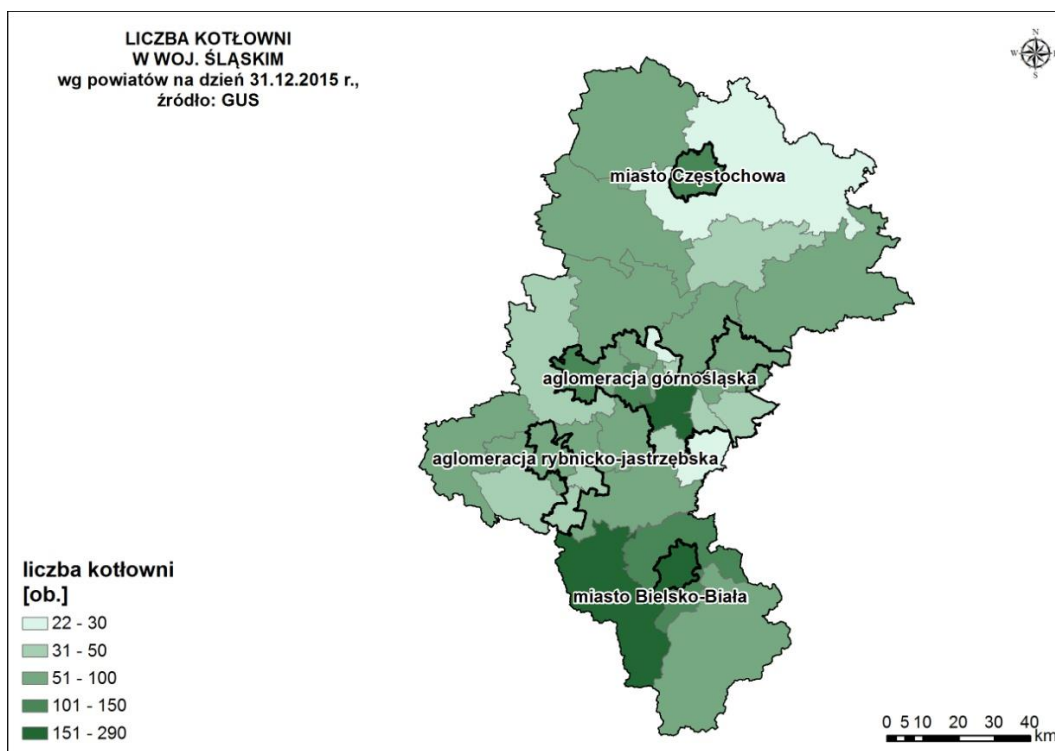 LICZBA KOTŁOWNI
W WOJ. ŚLĄSKIM
wg powiatów na dzień 31.12.2015 r.,
źródło: GUS
N
W E
S
miasto Częstochowa
aglomeracja górnośląska
aglomeracja rybnicko-jastrzębska
miasto Bielsko-Biała
liczba kotłowni
[ob.]
22 - 30
31 - 50
51 - 100
101 - 150
151 - 290
0 5 10 20 30 40
km